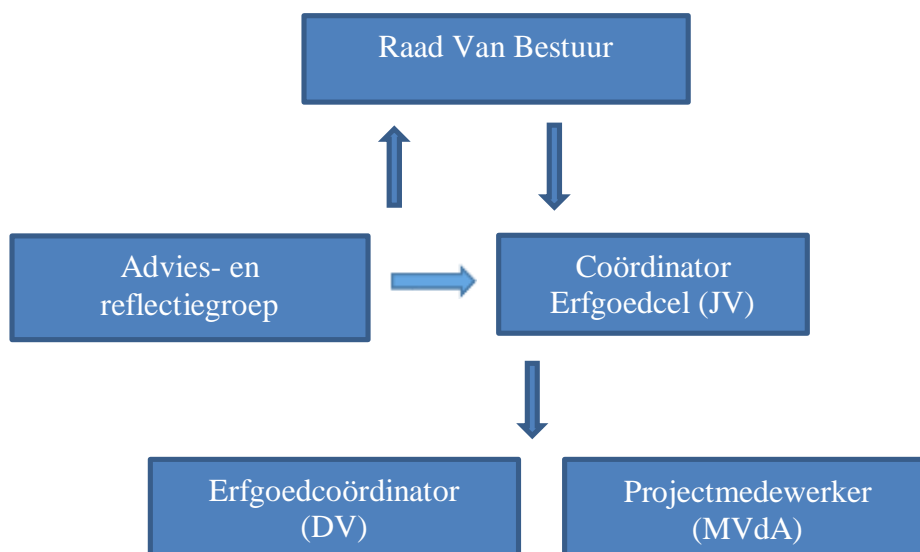 Raad Van Bestuur
Advies- en
reflectiegroep
Coördinator
Erfgoedcel (JV)
Erfgoedcoördinator
(DV)
Projectmedewerker
(MVdA)